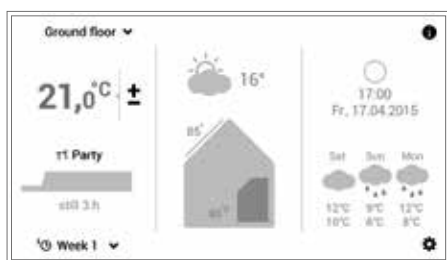 Ground floor
21,0°C ±
Party
still 3 h
Week 1
16°
85°
17:00
Fr, 17.04.2015
Sat Sun Mon
12°C 9°C 12°C
10°C 6°C 8°C